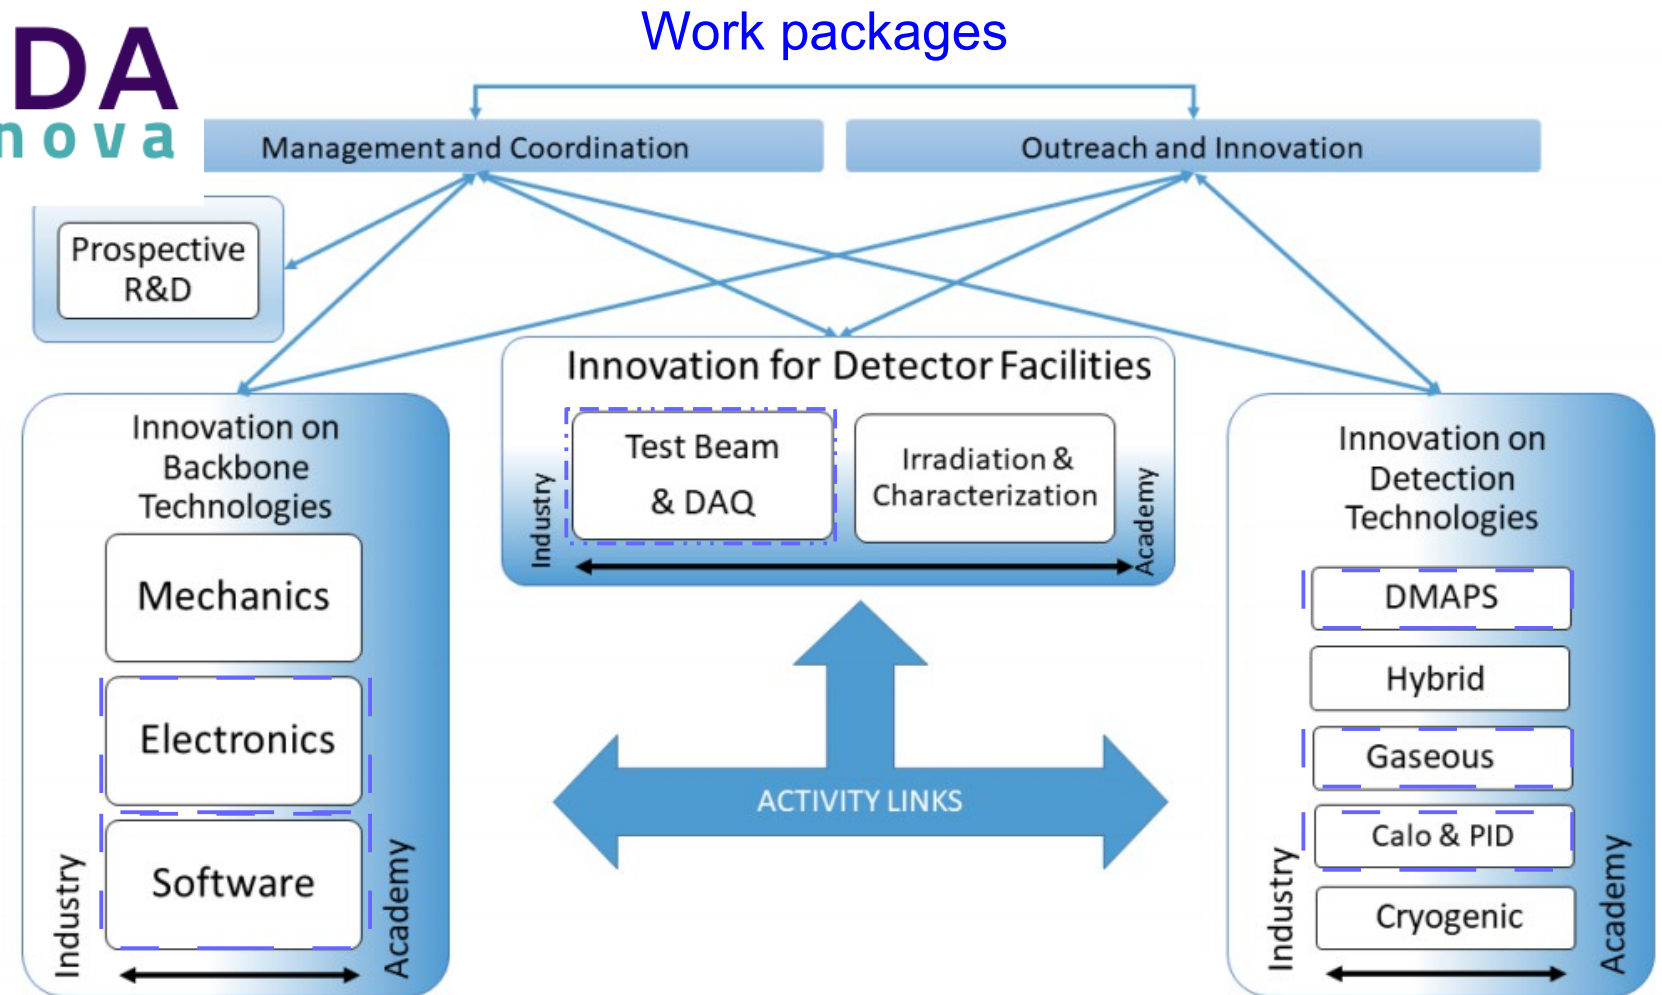 Work packages
DA
nova
Management and Coordination
Outreach and Innovation
Prospective
R&D
Innovation for Detector Facilities
Test Beam
& DAQ
Irradiation &
Characterization
Industry
Academy
Innovation on
Backbone
Technologies
Mechanics
Electronics
Software
Industry
Academy
ACTIVITY LINKS
Innovation on
Detection
Technologies
DMAPS
Hybrid
Gaseous
Calo & PID
Cryogenic
Industry
Academy